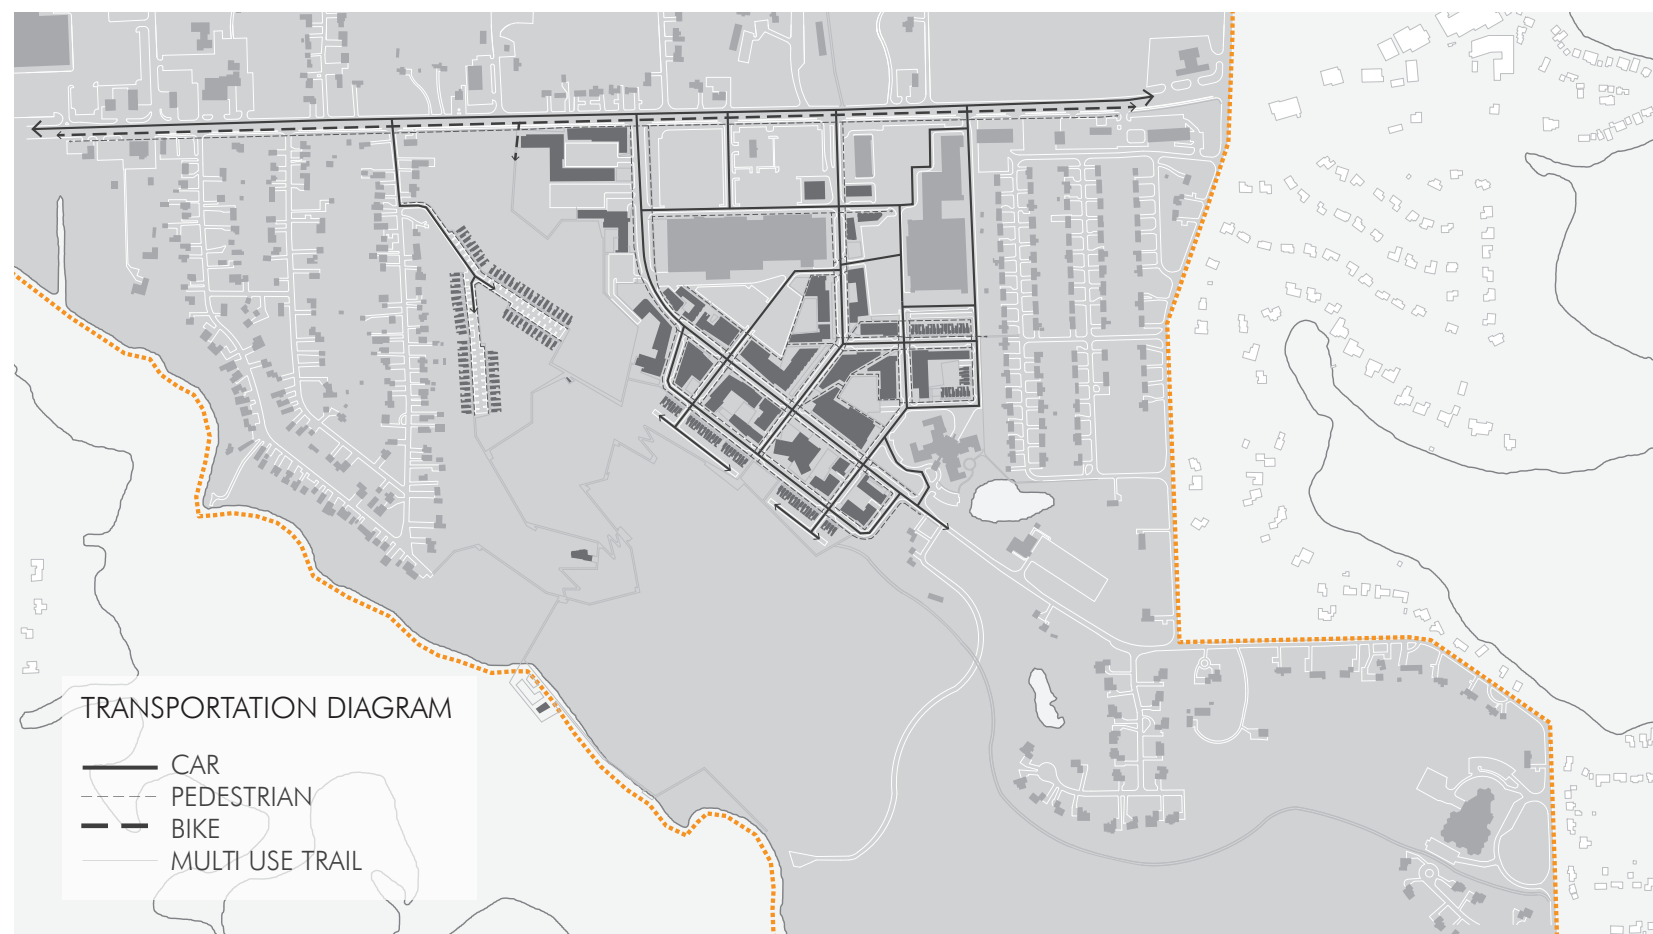 TRANSPORTATION DIAGRAM
CAR
PEDESTRIAN
BIKE
MULTI USE TRAIL